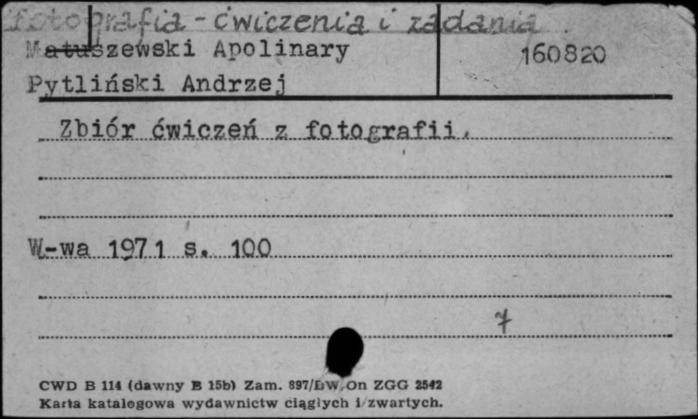 fotografia - ćwiczenia i zadania
Matuszewski Apolinary 160820
Pytliński Andrzej
Zbiór ćwiczeń z fotografii.
W-wa 1971 s. 100
7
CWD B 114 (dawny B 15b) Zam. 897/DW/On ZGG 2542
Karta katalogowa wydawnictw ciągłych i zwartych.